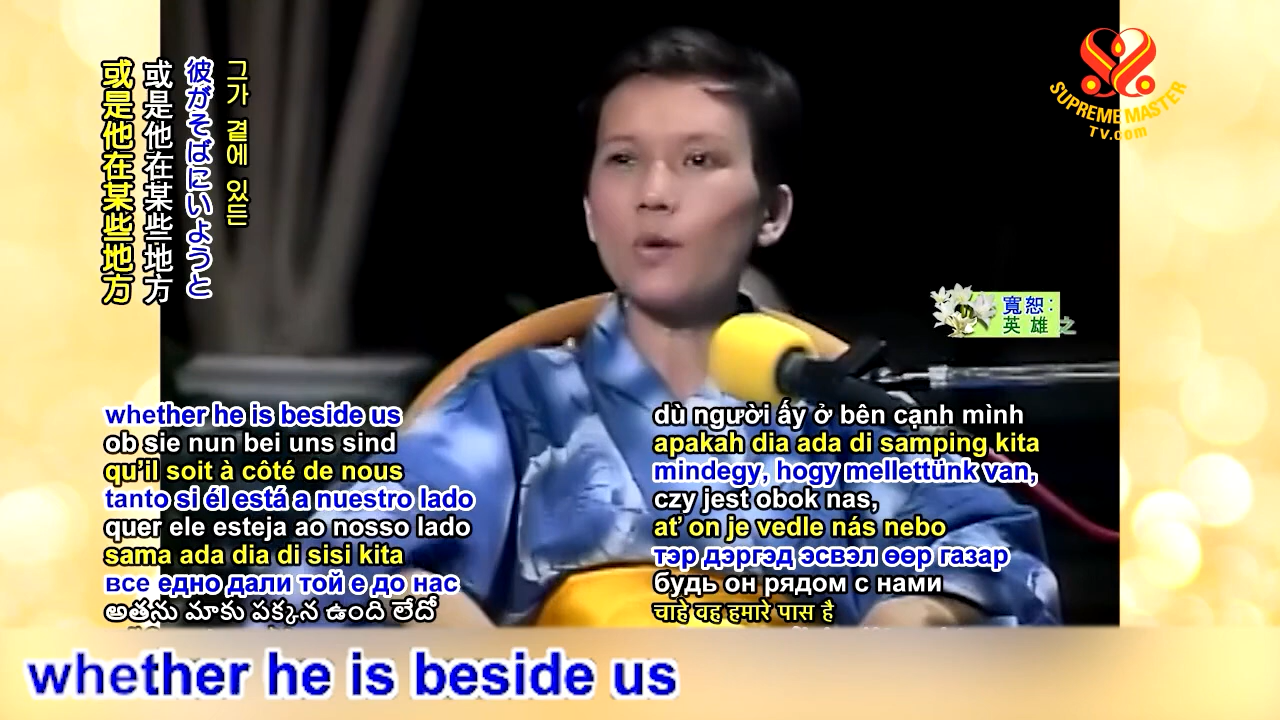 或是他在某些地方
或是他在某些地方
彼がそばにいようと
그가 곁에 있든
SUPREME MASTER
TV.com
寬恕:
英雄之
whether he is beside us
ob sie nun bei uns sind
qu'il soit à côté de nous
tanto si él está a nuestro lado
quer ele esteja ao nosso lado
sama ada dia di sisi kita
все едно дали той е до нас
అతను మాకు పక్కన ఉంది లేదో
dù người ấy ở bên cạnh mình
apakah dia ada di samping kita
mindegy, hogy mellettünk van,
czy jest obok nas,
ať on je vedle nás nebo
тэр дэргэд эсвэл өөр газар
будь он рядом с нами
चाहे वह हमारे पास है
whether he is beside us